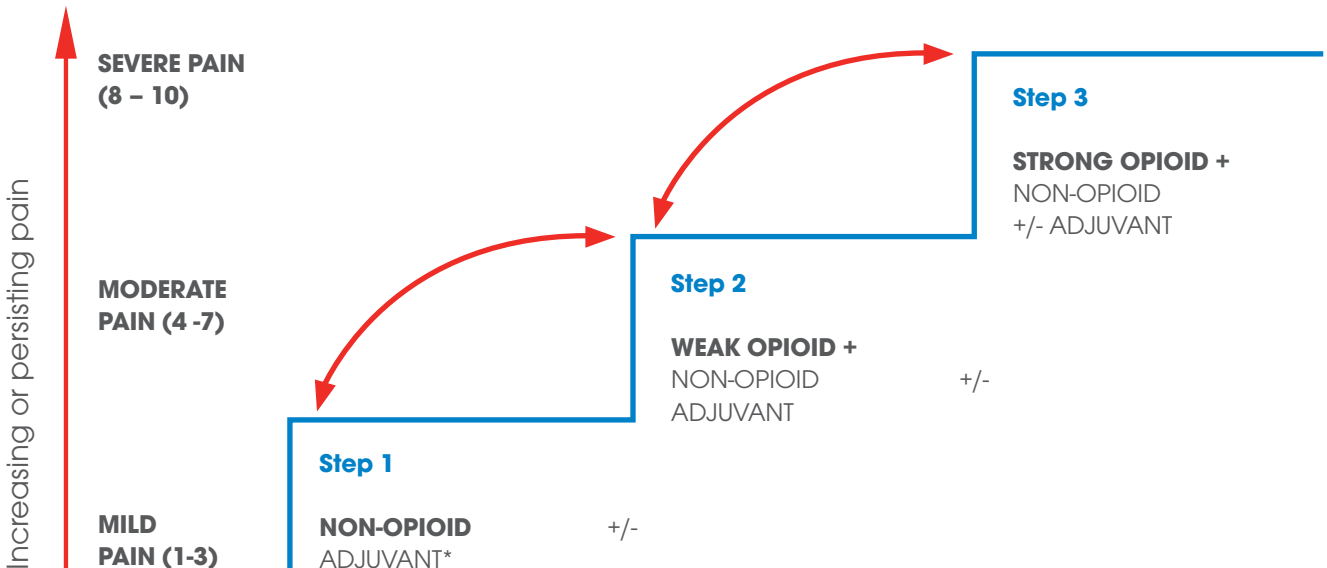 Increasing or persisting pain
SEVERE PAIN
(8 – 10)
MODERATE
PAIN (4 -7)
MILD
PAIN (1-3)
Step 1
NON-OPIOID +/-
ADJUVANT*
Step 2
WEAK OPIOID +
NON-OPIOID +/-
ADJUVANT
Step 3
STRONG OPIOID +
NON-OPIOID
+/- ADJUVANT